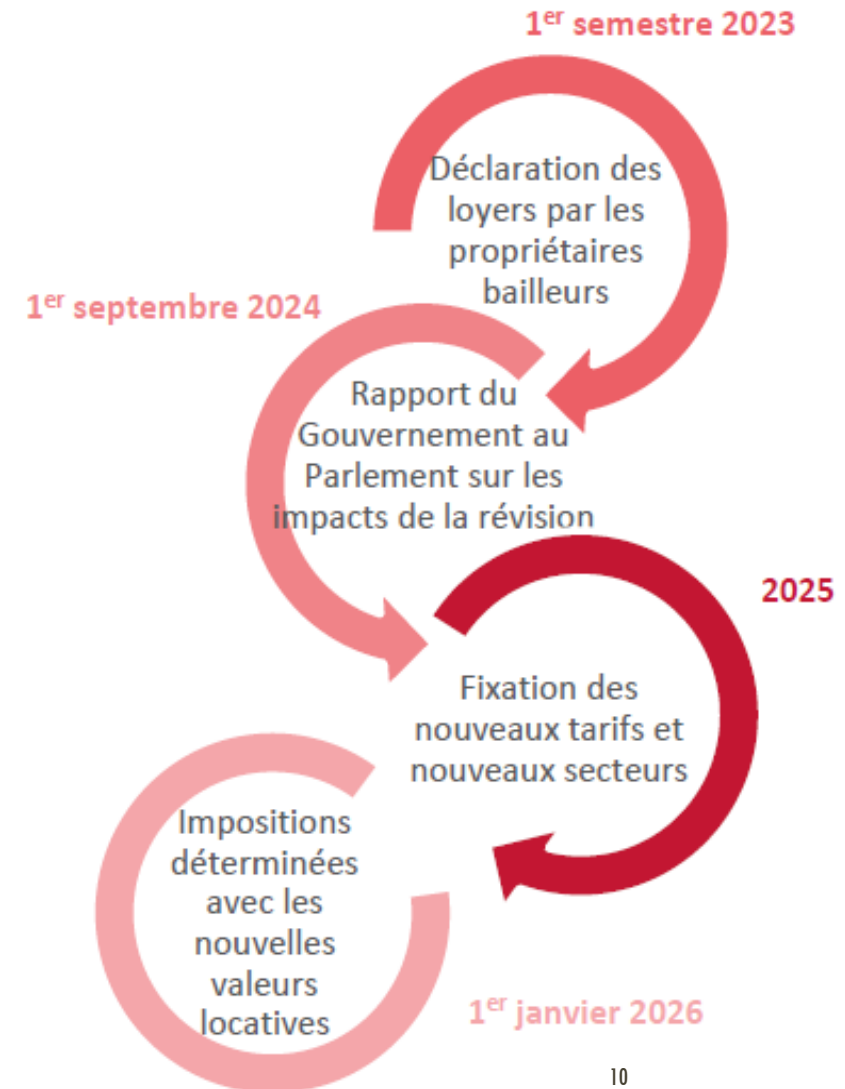 1er semestre 2023
Déclaration des
loyers par les
propriétaires
bailleurs
1er septembre 2024
Rapport du
Gouvernement au
Parlement sur les
impacts de la révision
2025
Fixation des
nouveaux tarifs et
nouveaux secteurs
Impositions
déterminées
avec les
nouvelles
valeurs
locatives
1er janvier 2026
10